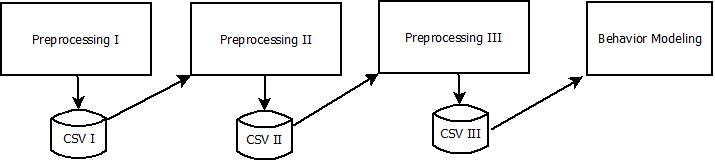 Preprocessing I
Preprocessing II
Preprocessing III
Behavior Modeling
CSV I
CSV II
CSV III